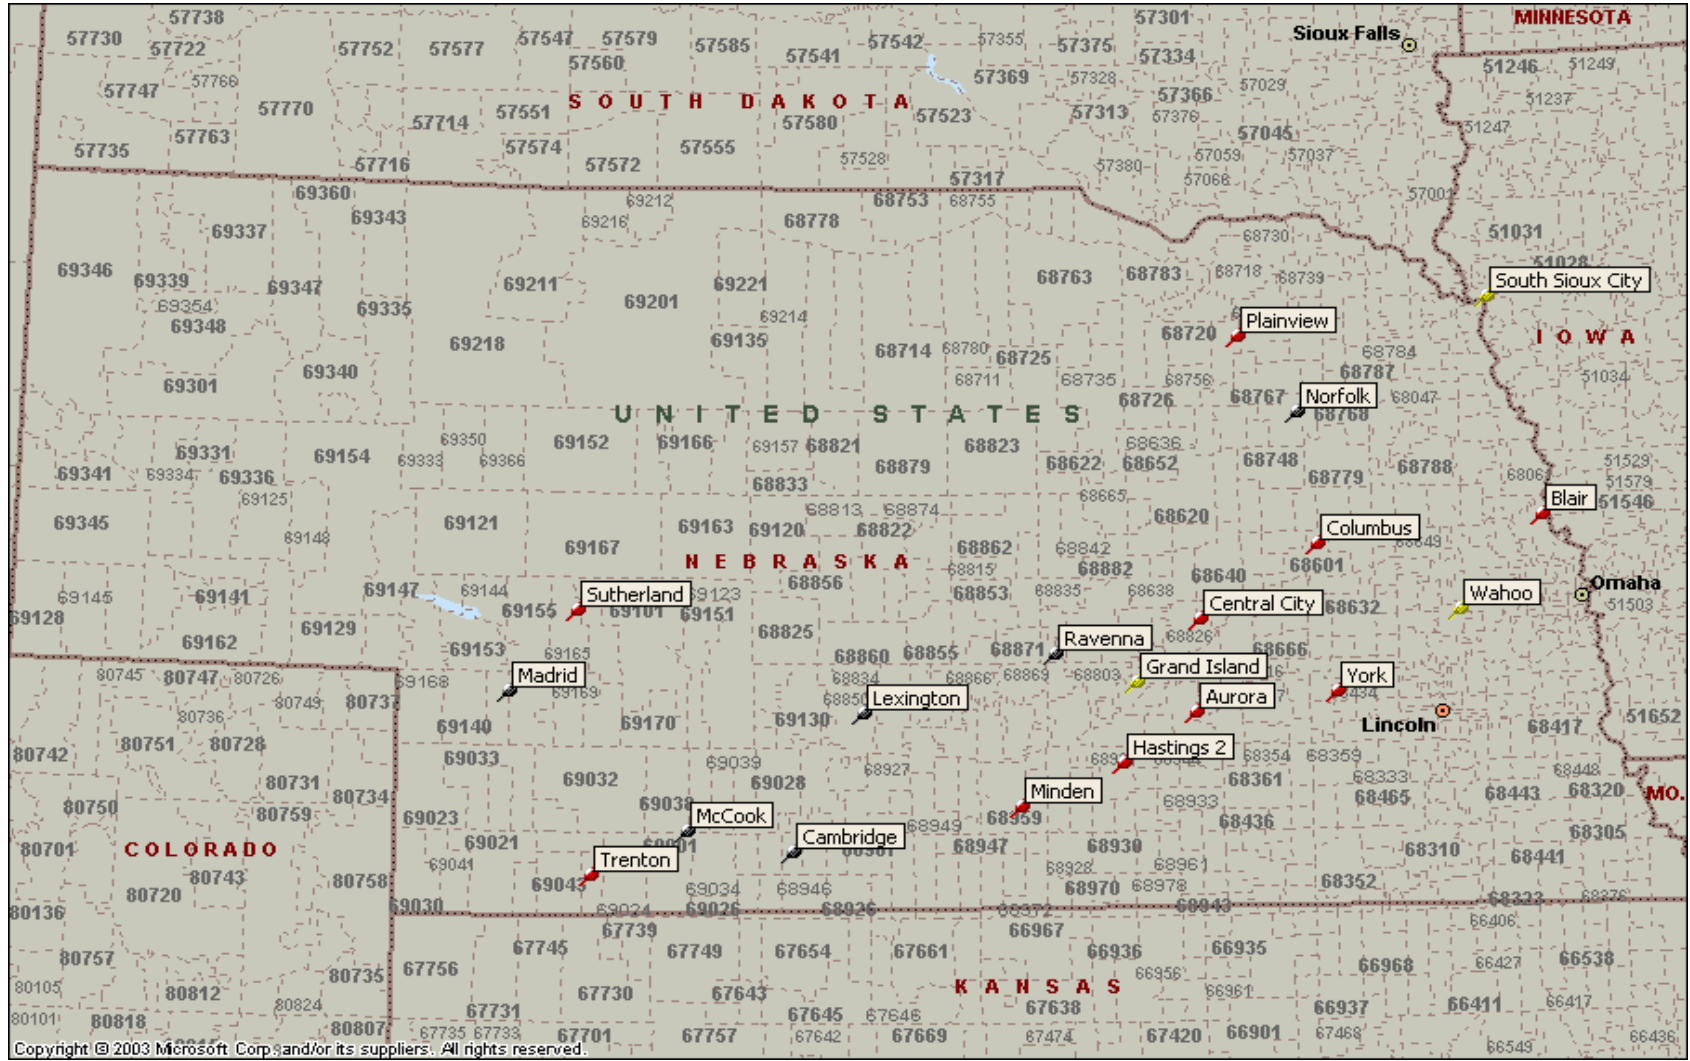 57738 57301 MINNESOTA
57730 57722 57752 57577 57547 57579 57585 57541 57542 57355 57375 Sioux Falls
57560 57334 51246 51249
57747 57766 57369 57328 57029
57770 SOUTH DAKOTA 57366 51237
57714 57551 57580 57523 57313 57376
57763 57574 57555 57045 51247
57735 57716 57572 57528 57380 57059 57037
57317 57066
69360 69212 68753 68755 57001
69343 69216 68778
69337 68730 51031
69346 69339 69347 69211 69221 68763 68783 68718 68739 51028
South Sioux City
69354 69335 69201 69214
69348 Plainview
69218 69135 68714 68780 68725 68720 IOWA
69301 69340 68711 68735 68756 68784 68787 51034
UNITED STATES 68726 68767 Norfolk 68047
68768
69331 69350 69152 69166 69157 68821 68823 68636
69341 69334 69336 69154 69333 69366 68879 68622 68652 68748 68779 68788 51529
69125 68833 68665 51579
Blair 51546
69345 69148 69121 69163 69120 68813 68874 68822 68620 Columbus
69167 68862 68842 68601
NEBRASKA 68815 68882 68640
69145 69141 69147 69144 Sutherland 69123 68856 68853 68835 68638 Wahoo Omaha
69128 69155 69101 69151 Central City 68632 51503
69162 69129 69153 69165 68825 68860 68855 68871 Ravenna 68826 68666
80745 80747 80726 69168 Madrid 69169 68834 68866 68869 68803 Grand Island York
80749 80737 68850 Lexington Aurora
80736 69140 69170 69130 Lincoln 68417 51652
80742 80751 80728 69033 69039 68927 Hastings 2 68354 68359
80731 69032 69028 68361 68333 68448
80750 80759 80734 69023 69038 McCook Minden 68933 68465 68443 68320 MO.
68959 68436
80701 COLORADO 69021 Cambridge 68949 68947 68930 68310 68305
80743 69041 Trenton 68928 68961 68441
80720 80758 69043 69034 68946 68970 68978 68352
80136 69030 69024 69026 68926 68972 68943 68376
67739 66967 66406
80757 67745 67749 67654 67661 66936 66935 66538
80735 67756 66956 66968 66427
80105 80812 80824 67730 67643 KANSAS 66961
80101 80818 67731 67645 67646 67638 66937 66411 66417
80807 67735 67733 67701 67757 67642 67669 67474 67420 66901 67468 66549 66436
Copyright © 2003 Microsoft Corp. and/or its suppliers. All rights reserved.